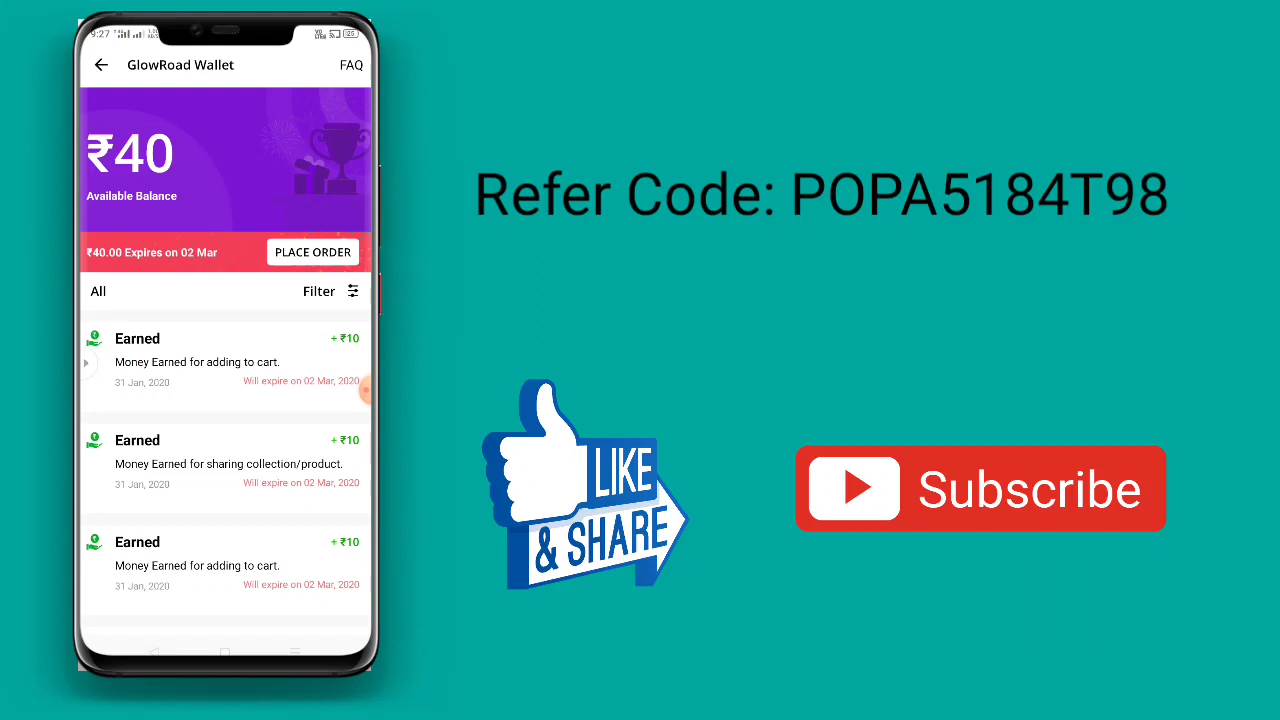 9:27
GlowRoad Wallet
FAQ
₹40
Available Balance
₹40.00 Expires on 02 Mar
PLACE ORDER
All
Filter
Earned
+ ₹10
Money Earned for adding to cart.
31 Jan, 2020
Will expire on 02 Mar, 2020
Earned
+ ₹10
Money Earned for sharing collection/product.
31 Jan, 2020
Will expire on 02 Mar, 2020
Earned
+ ₹10
Money Earned for adding to cart.
31 Jan, 2020
Will expire on 02 Mar, 2020
Refer Code: POPA5184T98
LIKE
& SHARE
Subscribe